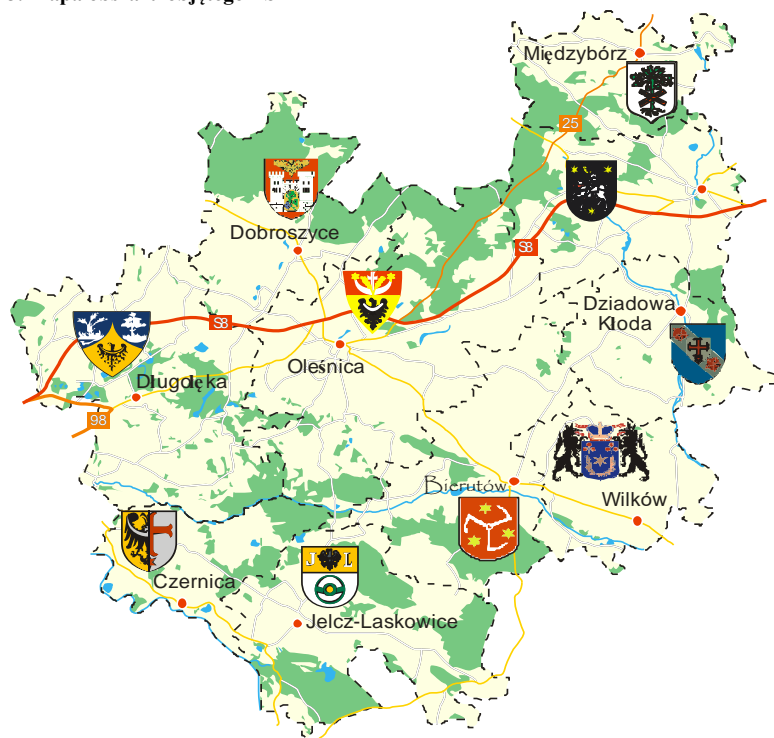 Międzybórz
25
Dobroszyce
S8
Dziadowa
Kłoda
S8
Oleśnica
Długołęka
98
Bierutów
Wilków
Czernica
J L
Jelcz-Laskowice